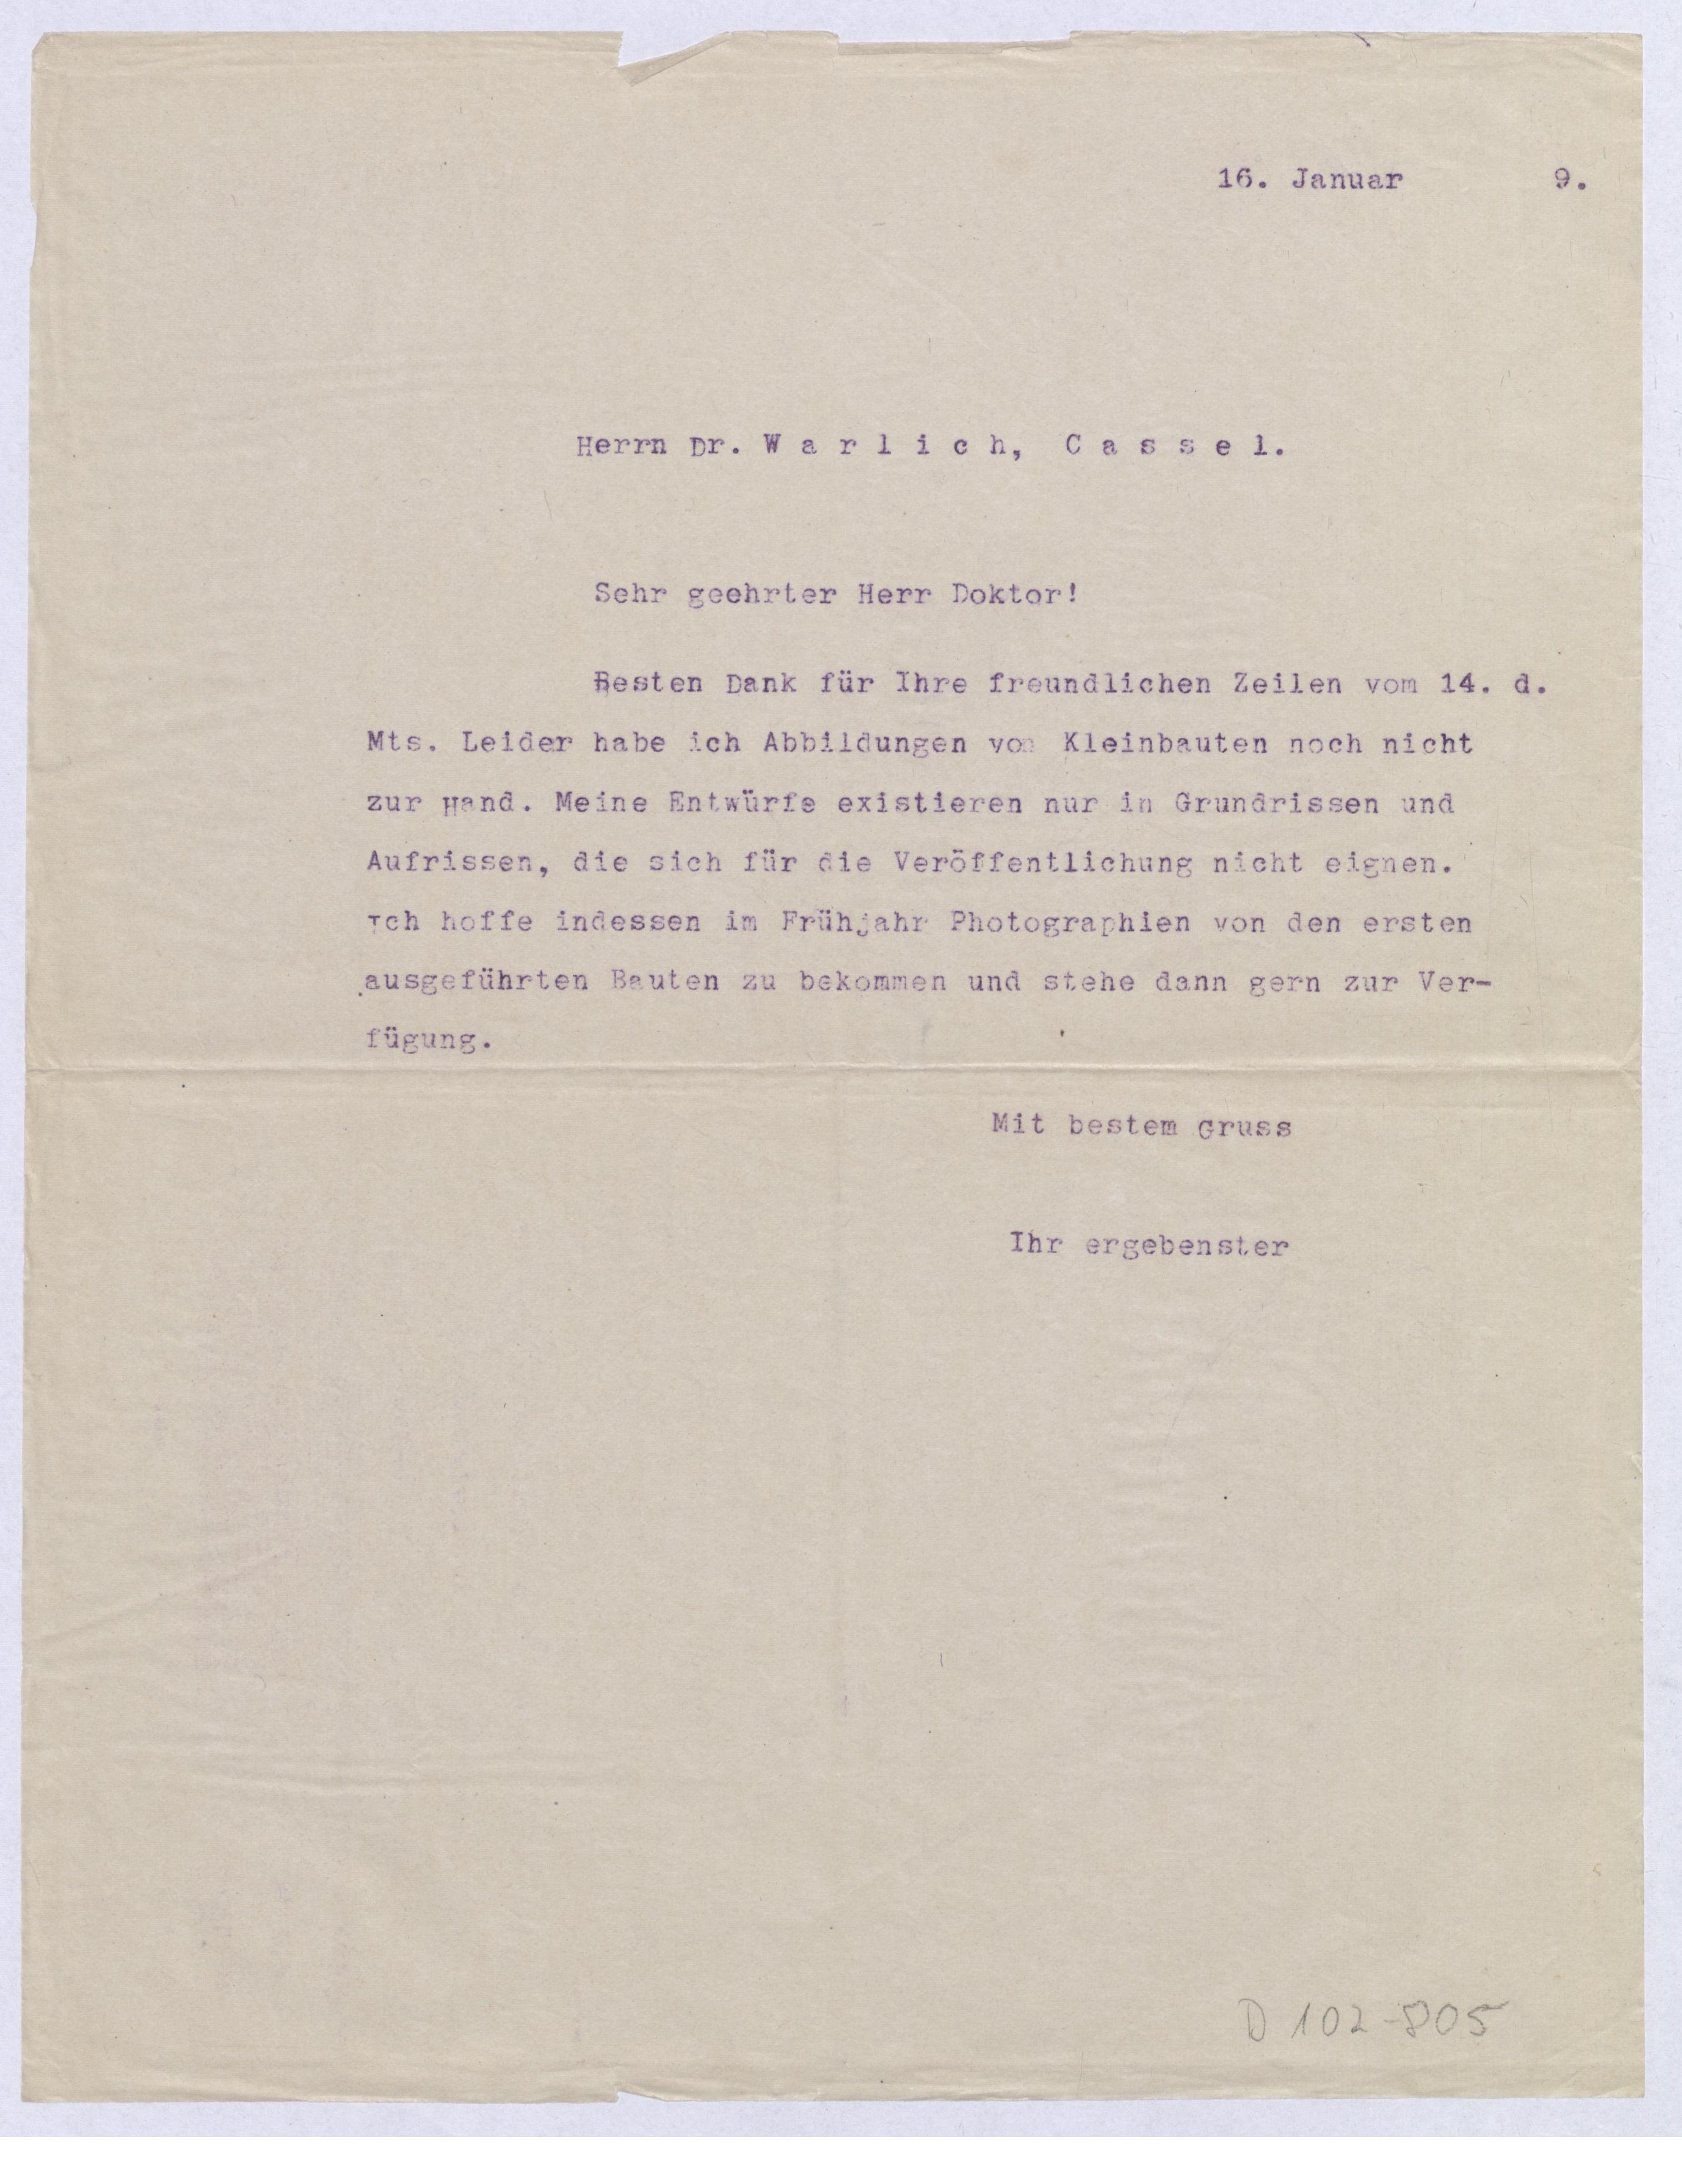 16. Januar 9.
Herrn Dr. W a r l i c h, C a s s e l.
Sehr geehrter Herr Doktor!
Besten Dank für Ihre freundlichen Zeilen vom 14. d.
Mts. Leider habe ich Abbildungen von Kleinbauten noch nicht
zur Hand. Meine Entwürfe existieren nur in Grundrissen und
Aufrissen, die sich für die Veröffentlichung nicht eignen.
Ich hoffe indessen im Frühjahr Photographien von den ersten
ausgeführten Bauten zu bekommen und stehe dann gern zur Ver-
fügung.
Mit bestem Gruss
Ihr ergebenster
D 102-805